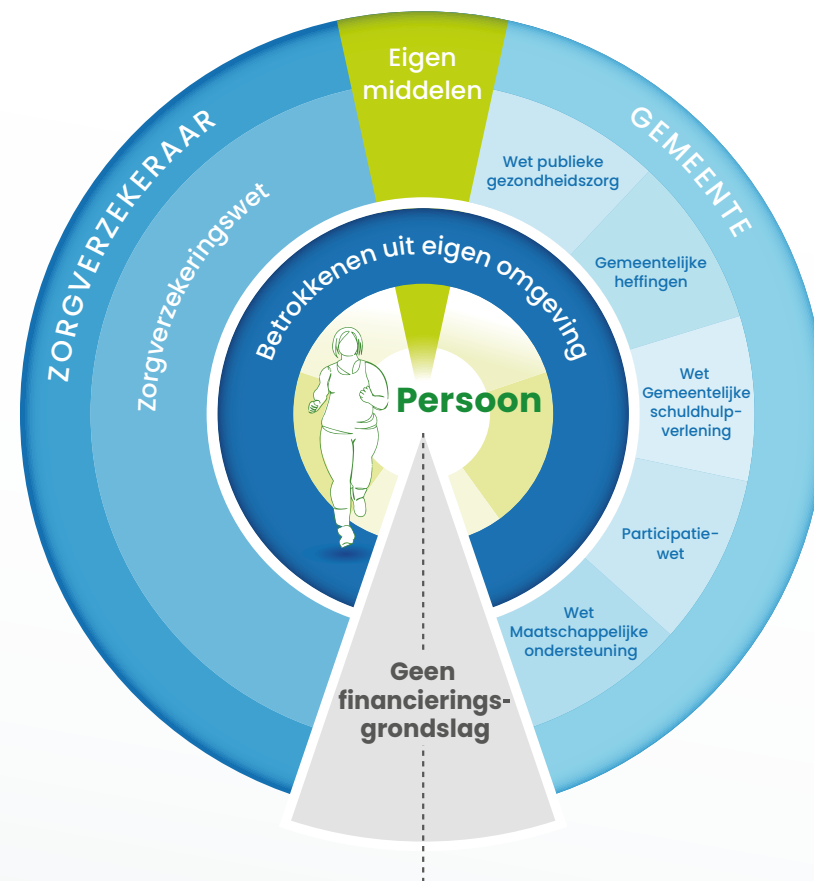 Eigen
middelen
ZORGVERZEKERAAR
Zorgverzekeringswet
GEMEENTE
Wet publieke
gezondheidszorg
Gemeentelijke
heffingen
Wet
Gemeentelijke
schuldhulp-
verlening
Participatie-
wet
Wet
Maatschappelijke
ondersteuning
Betrokkenen uit eigen omgeving
Persoon
Geen
financierings-
grondslag